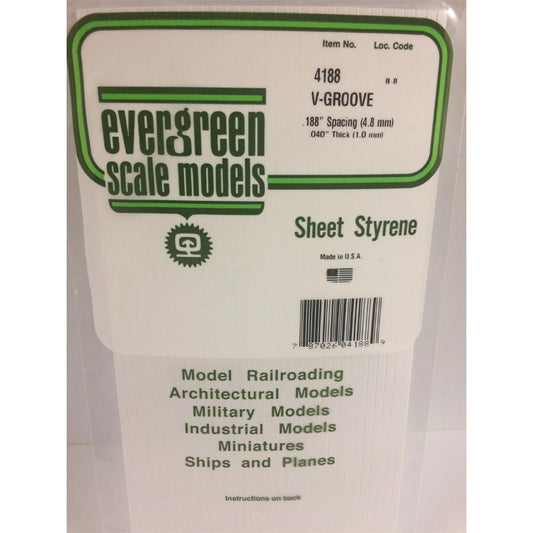 Item No. Loc. Code
4188 B-8
V-GROOVE
.188" Spacing (4.8 mm)
.040" Thick (1.0 mm)
evergreen
scale models
Sheet Styrene
Made in U.S.A.
7 87026 04188 9
Model Railroading
Architectural Models
Military Models
Industrial Models
Miniatures
Ships and Planes
Instructions on back